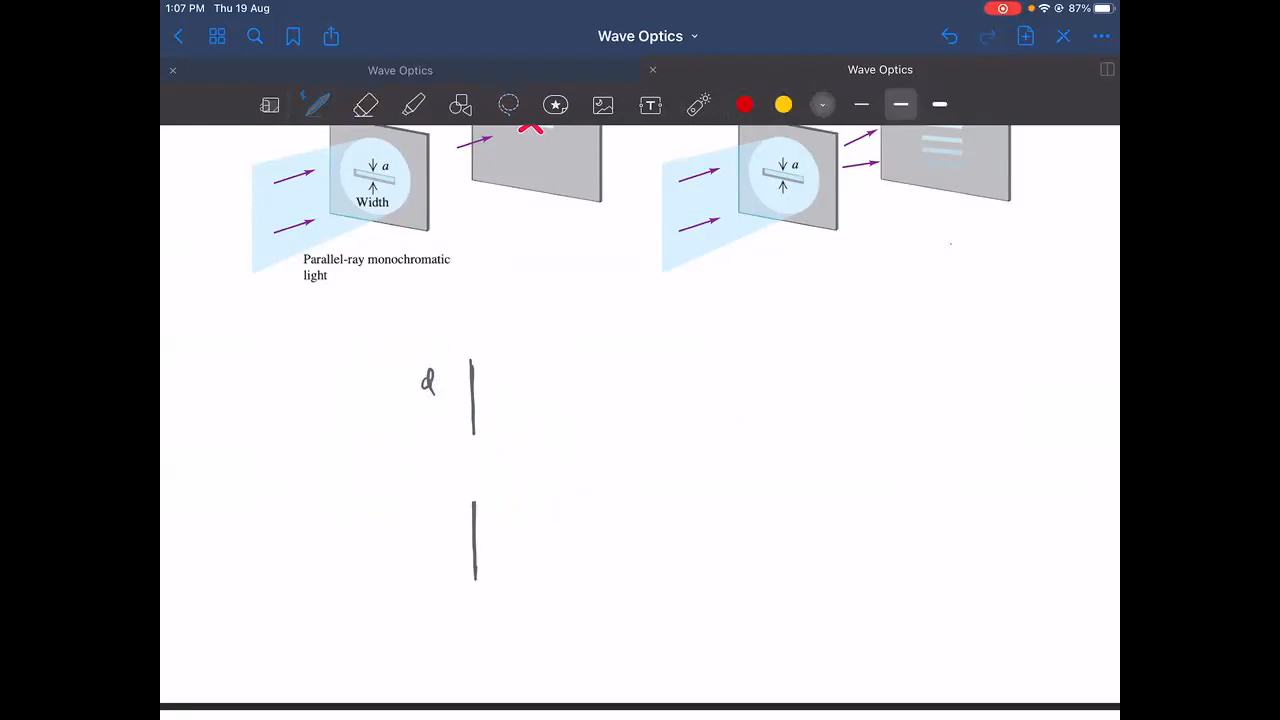 1:07 PM Thu 19 Aug
87%
Wave Optics
Wave Optics
Wave Optics
a
Width
Parallel-ray monochromatic
light
a
d